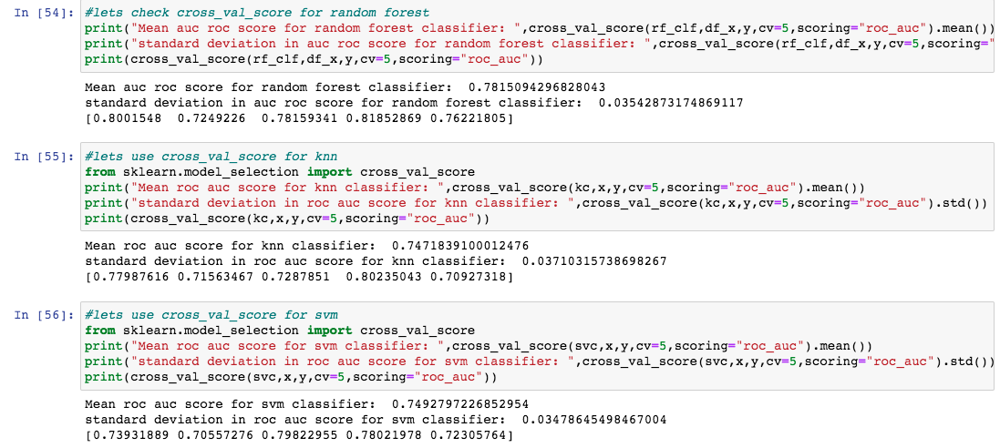 In [54]: #lets check cross_val_score for random forest
print("Mean auc roc score for random forest classifier: ",cross_val_score(rf_clf,df_x,y,cv=5,scoring="roc_auc").mean())
print("standard deviation in auc roc score for random forest classifier: ",cross_val_score(rf_clf,df_x,y,cv=5,scoring="
print(cross_val_score(rf_clf,df_x,y,cv=5,scoring="roc_auc"))
Mean auc roc score for random forest classifier:  0.7815094296828043
standard deviation in auc roc score for random forest classifier:  0.03542873174869117
[0.8001548  0.7249226  0.78159341 0.81852869 0.76221805]
In [55]: #lets use cross_val_score for knn
from sklearn.model_selection import cross_val_score
print("Mean roc auc score for knn classifier: ",cross_val_score(kc,x,y,cv=5,scoring="roc_auc").mean())
print("standard deviation in roc auc score for knn classifier: ",cross_val_score(kc,x,y,cv=5,scoring="roc_auc").std())
print(cross_val_score(kc,x,y,cv=5,scoring="roc_auc"))
Mean roc auc score for knn classifier:  0.7471839100012476
standard deviation in roc auc score for knn classifier:  0.03710315738698267
[0.77987616 0.71563467 0.7287851  0.80235043 0.70927318]
In [56]: #lets use cross_val_score for svm
from sklearn.model_selection import cross_val_score
print("Mean roc auc score for svm classifier: ",cross_val_score(svc,x,y,cv=5,scoring="roc_auc").mean())
print("standard deviation in roc auc score for svm classifier: ",cross_val_score(svc,x,y,cv=5,scoring="roc_auc").std())
print(cross_val_score(svc,x,y,cv=5,scoring="roc_auc"))
Mean roc auc score for svm classifier:  0.7492797226852954
standard deviation in roc auc score for svm classifier:  0.03478645498467004
[0.73931889 0.70557276 0.79822955 0.78021978 0.72305764]